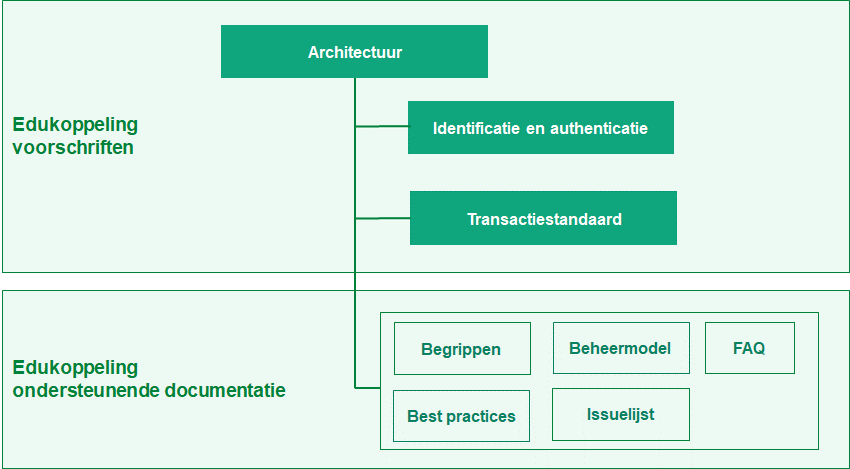 Architectuur
Edukoppeling
voorschriften
Identificatie en authenticatie
Transactiestandaard
Edukoppeling
ondersteunende documentatie
Begrippen
Beheermodel
FAQ
Best practices
Issuelijst